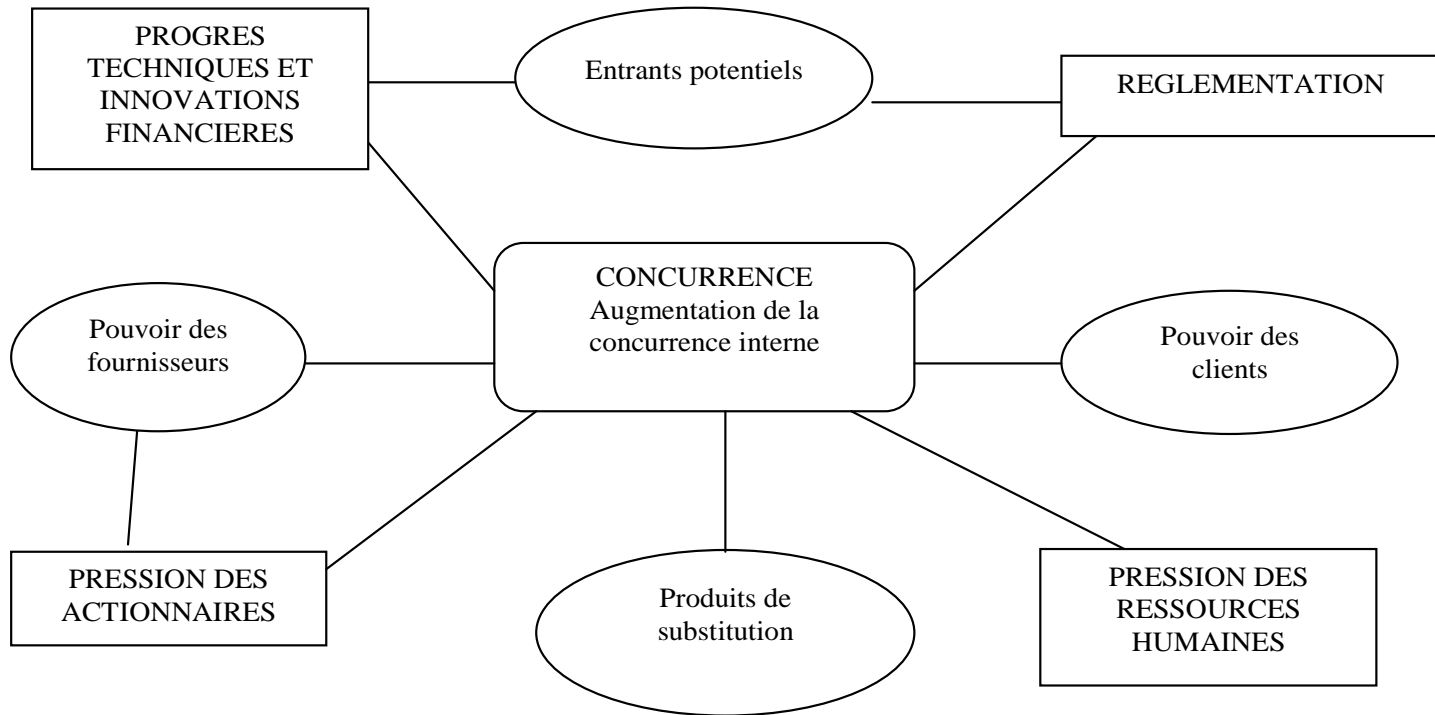 PROGRES
TECHNIQUES ET
INNOVATIONS
FINANCIERES
Entrants potentiels
REGLEMENTATION
CONCURRENCE
Augmentation de la
concurrence interne
Pouvoir des
fournisseurs
Pouvoir des
clients
PRESSION DES
ACTIONNAIRES
Produits de
substitution
PRESSION DES
RESSOURCES
HUMAINES